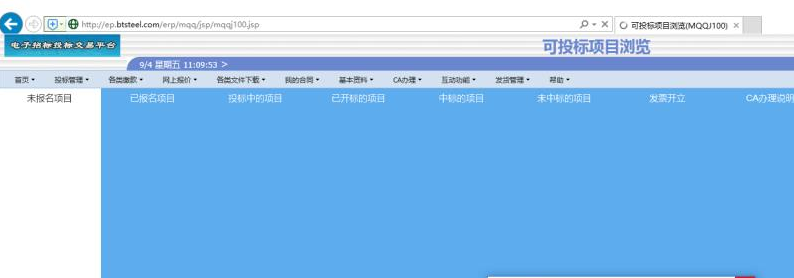 http://ep.btsteel.com/erp/mqq/jsp/mqqj100.jsp
可投标项目浏览(MQQJ100)
电子招标投标交易平台
可投标项目浏览
9/4 星期五 11:09:53 >
首页 投标管理 各类缴款 网上报价 各类文件下载 我的合同 基本资料 CA办理 互动功能 发货管理 帮助
未报名项目 已报名项目 投标中的项目 已开标的项目 中标的项目 未中标的项目 发票开立 CA办理说明